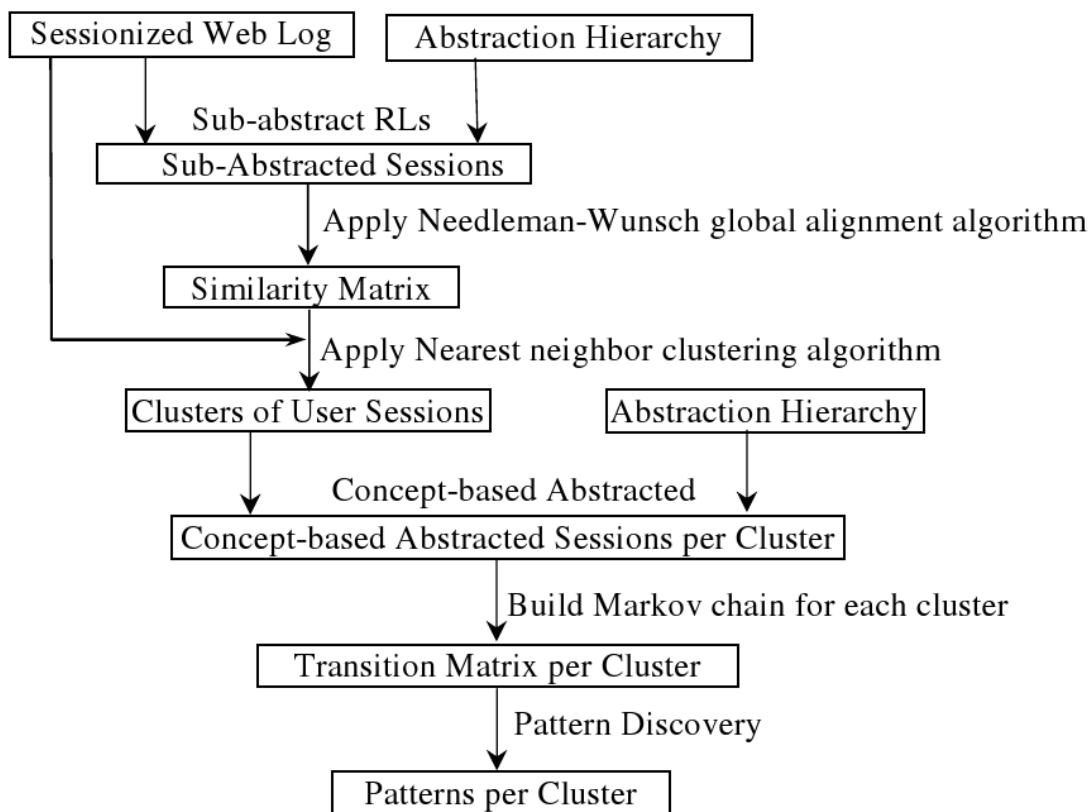 Sessionized Web Log
Abstraction Hierarchy
Sub-abstract RLs
Sub-Abstracted Sessions
Apply Needleman-Wunsch global alignment algorithm
Similarity Matrix
Apply Nearest neighbor clustering algorithm
Clusters of User Sessions
Abstraction Hierarchy
Concept-based Abstracted
Concept-based Abstracted Sessions per Cluster
Build Markov chain for each cluster
Transition Matrix per Cluster
Pattern Discovery
Patterns per Cluster